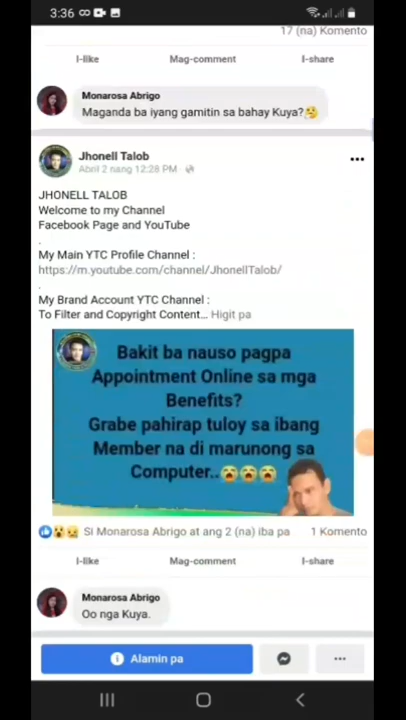 3:36
17 (na) Komento
I-like Mag-comment I-share
Monarosa Abrigo
Maganda ba iyang gamitin sa bahay Kuya?🤔
Jhonell Talob
Abril 2 nang 12:28 PM
JHONELL TALOB
Welcome to my Channel
Facebook Page and YouTube
.
My Main YTC Profile Channel :
https://m.youtube.com/channel/JhonellTalob/
.
My Brand Account YTC Channel :
To Filter and Copyright Content... Higit pa
Bakit ba nauso pagpa
Appointment Online sa mga
Benefits?
Grabe pahirap tuloy sa ibang
Member na di marunong sa
Computer..😭😭😭
Si Monarosa Abrigo at ang 2 (na) iba pa 1 Komento
I-like Mag-comment I-share
Monarosa Abrigo
Oo nga Kuya.
Alamin pa